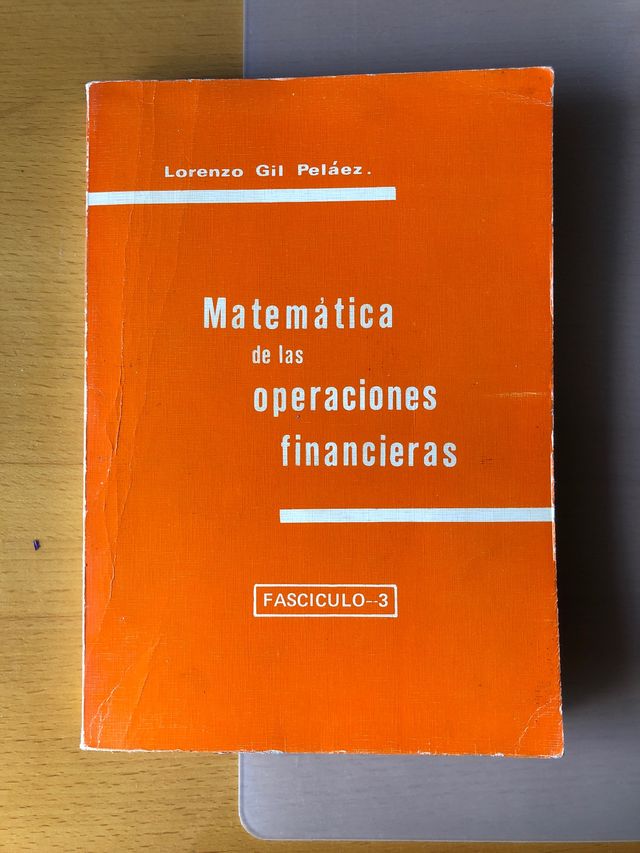 Lorenzo Gil Peláez.
Matemática
de las
operaciones
financieras
FASCICULO--3